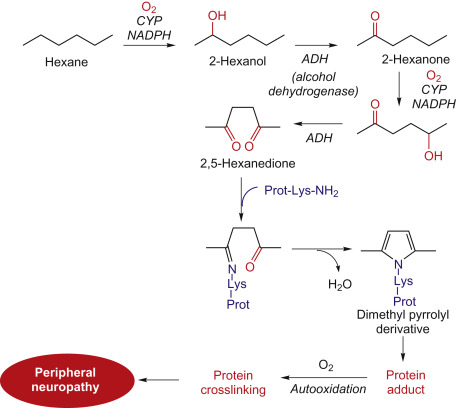 O₂
CYP
NADPH
Hexane
OH
2-Hexanol
ADH
(alcohol
dehydrogenase)
O
2-Hexanone
O₂
CYP
NADPH
O
OH
ADH
O
O
2,5-Hexanedione
Prot-Lys-NH₂
N
O
Lys
Prot
H₂O
N
Lys
Prot
Dimethyl pyrrolyl
derivative
Protein
adduct
O₂
Autooxidation
Protein
crosslinking
Peripheral
neuropathy